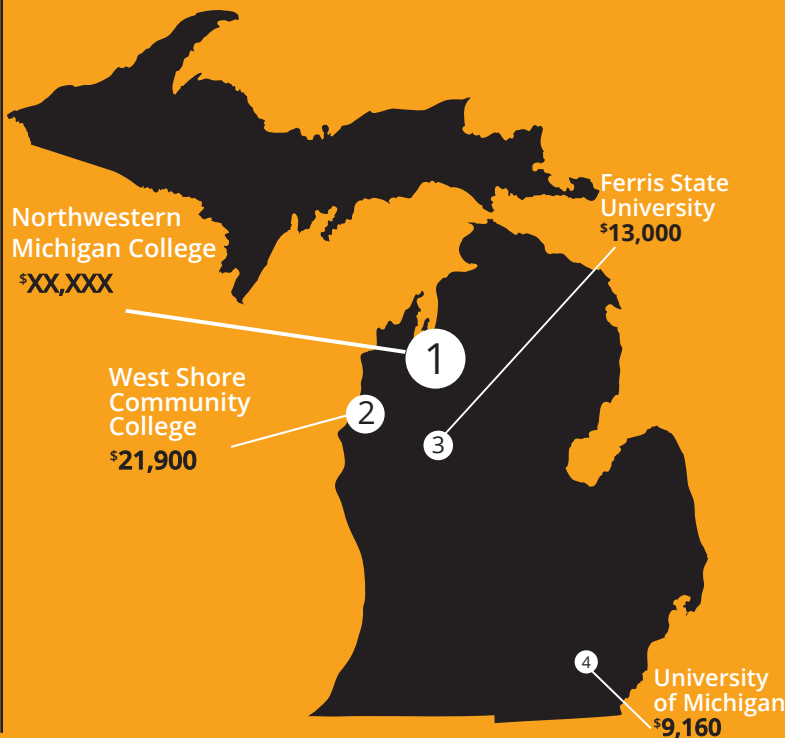 Ferris State
University
$13,000
Northwestern
Michigan College
$XX,XXX
1
West Shore
Community
College
$21,900
2
3
4
University
of Michigan
$9,160